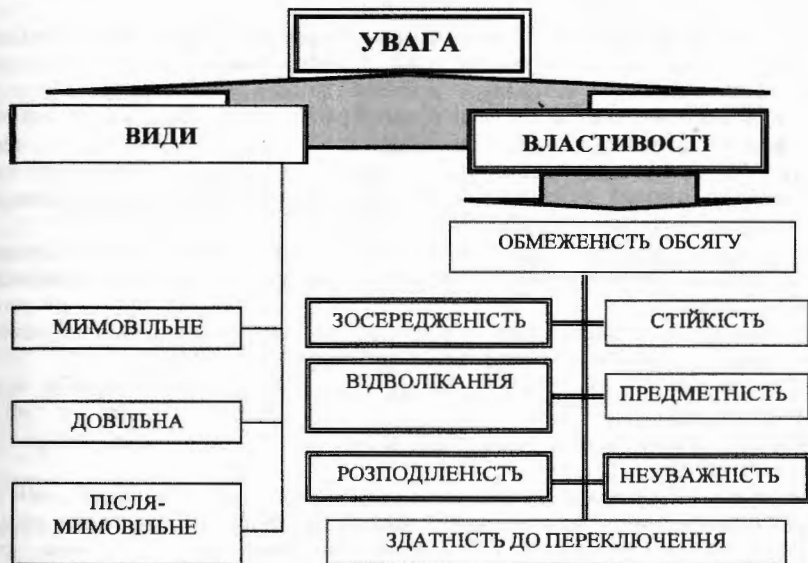 УВАГА
ВИДИ
ВЛАСТИВОСТІ
ОБМЕЖЕНІСТЬ ОБСЯГУ
МИМОВІЛЬНЕ
ЗОСЕРЕДЖЕНІСТЬ
СТІЙКІСТЬ
ВІДВОЛІКАННЯ
ПРЕДМЕТНІСТЬ
ДОВІЛЬНА
РОЗПОДІЛЕНІСТЬ
НЕУВАЖНІСТЬ
ПІСЛЯ-
МИМОВІЛЬНЕ
ЗДАТНІСТЬ ДО ПЕРЕКЛЮЧЕННЯ